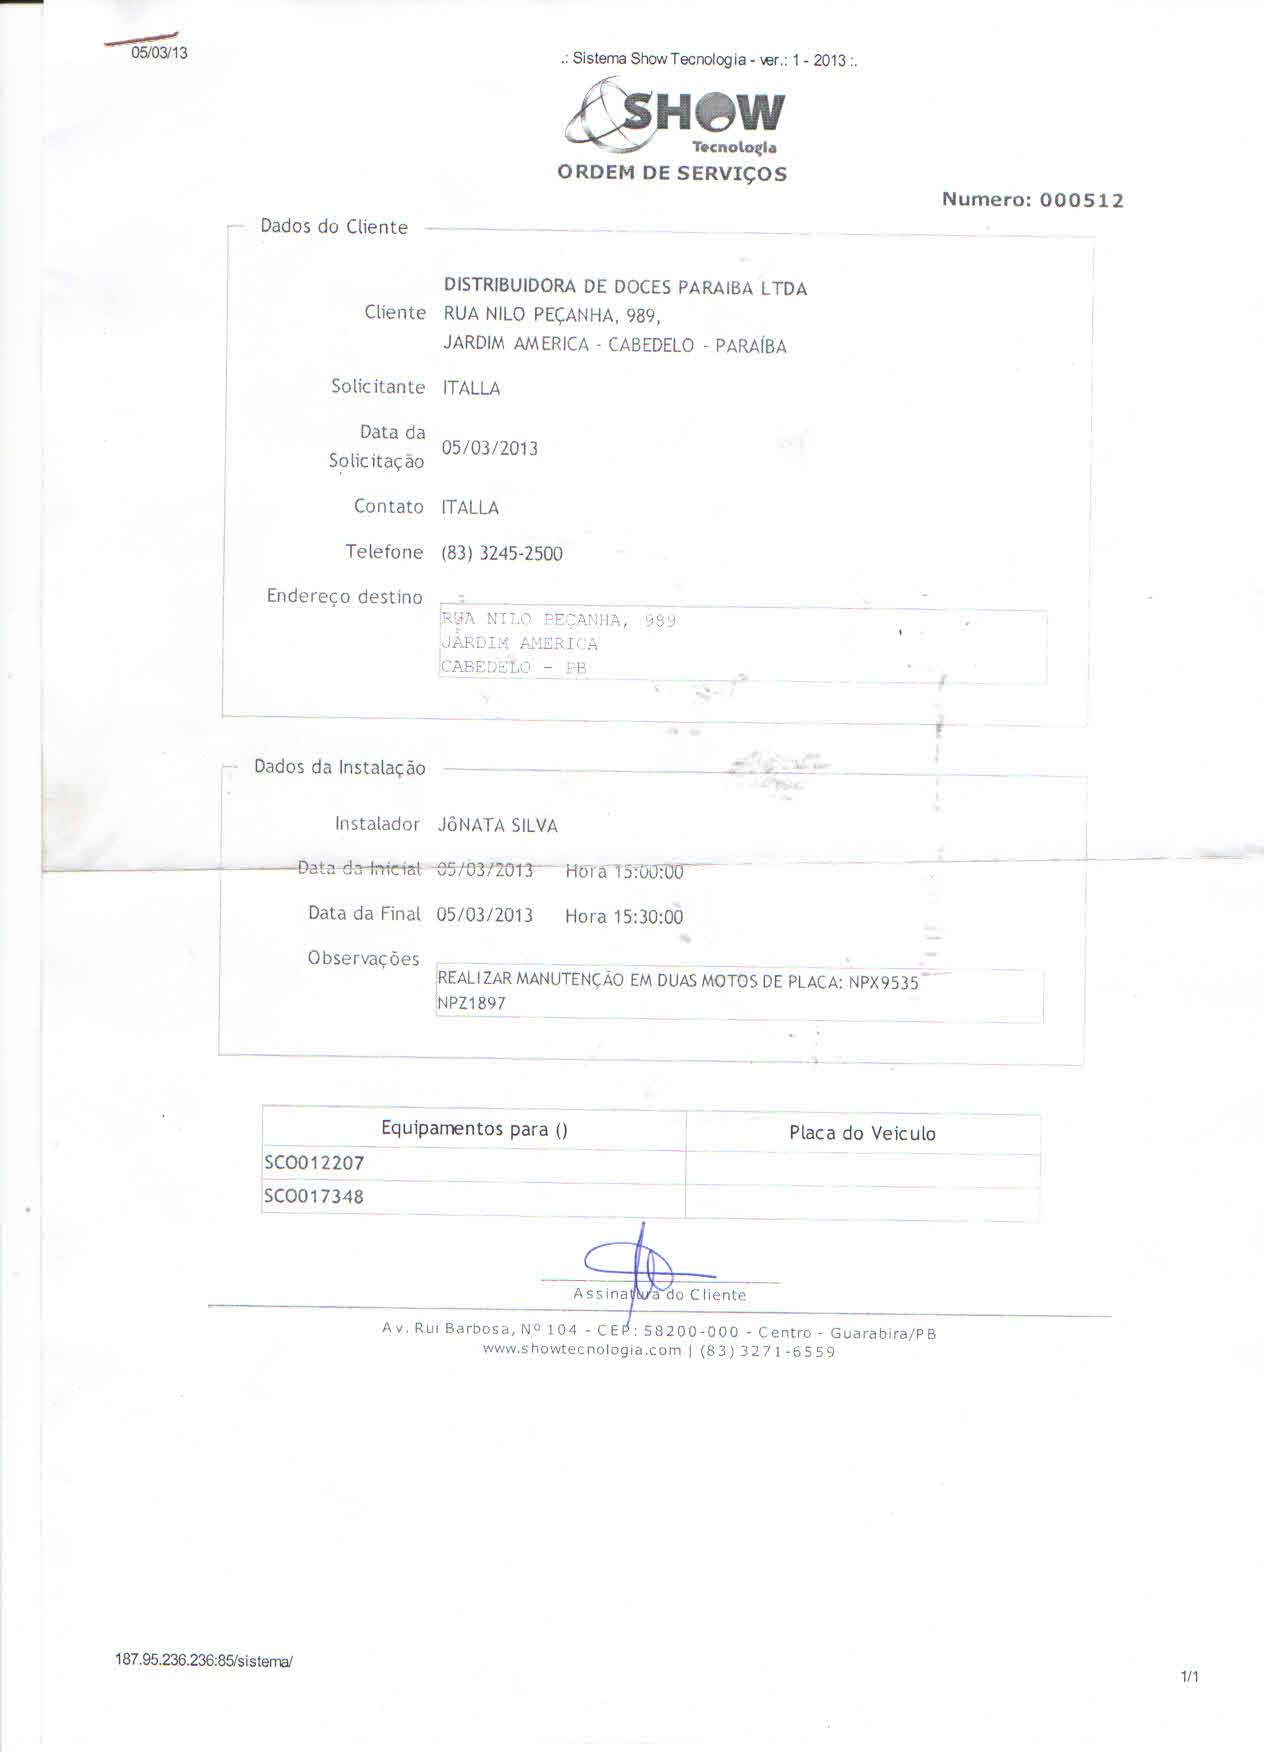 05/03/13
.: Sistema Show Tecnologia - ver.: 1 - 2013 :.
SHOW
Tecnologia
ORDEM DE SERVIÇOS
Numero: 000512
Dados do Cliente
DISTRIBUIDORA DE DOCES PARAIBA LTDA
Cliente RUA NILO PEÇANHA, 989,
JARDIM AMERICA - CABEDELO - PARAÍBA
Solicitante ITALLA
Data da
Solicitação 05/03/2013
Contato ITALLA
Telefone (83) 3245-2500
Endereço destino
RUA NILO PEÇANHA, 989
JARDIM AMERICA
CABEDELO - PB
Dados da Instalação
Instalador JÔNATA SILVA
Data da Inicial 05/03/2013 Hora 15:00:00
Data da Final 05/03/2013 Hora 15:30:00
Observações
REALIZAR MANUTENÇÃO EM DUAS MOTOS DE PLACA: NPX9535
NPZ1897
Equipamentos para () Placa do Veiculo
SCO012207
SCO017348
Assinatura do Cliente
Av. Rui Barbosa, Nº 104 - CEP: 58200-000 - Centro - Guarabira/PB
www.showtecnologia.com | (83) 3271-6559
187.95.236.236:85/sistema/
1/1